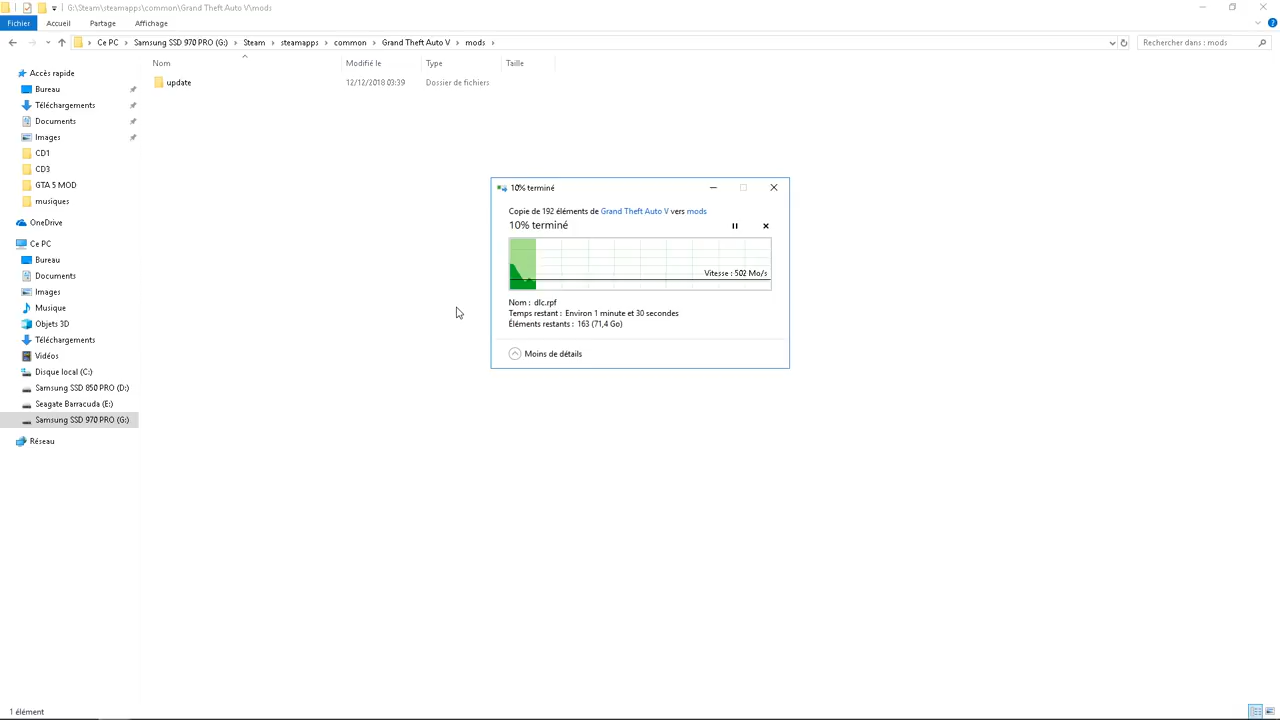 G:\Steam\steamapps\common\Grand Theft Auto V\mods
Fichier Accueil Partage Affichage
Ce PC > Samsung SSD 970 PRO (G:) > Steam > steamapps > common > Grand Theft Auto V > mods >
Rechercher dans : mods
Nom Modifié le Type Taille
update 12/12/2018 03:39 Dossier de fichiers
Accès rapide
Bureau
Téléchargements
Documents
Images
CD1
CD3
GTA 5 MOD
musiques
OneDrive
Ce PC
Bureau
Documents
Images
Musique
Objets 3D
Téléchargements
Vidéos
Disque local (C:)
Samsung SSD 850 PRO (D:)
Seagate Barracuda (E:)
Samsung SSD 970 PRO (G:)
Réseau
10% terminé
Copie de 192 éléments de Grand Theft Auto V vers mods
10% terminé
Vitesse : 502 Mo/s
Nom : dlc.rpf
Temps restant : Environ 1 minute et 30 secondes
Éléments restants : 163 (71,4 Go)
Moins de détails
1 élément